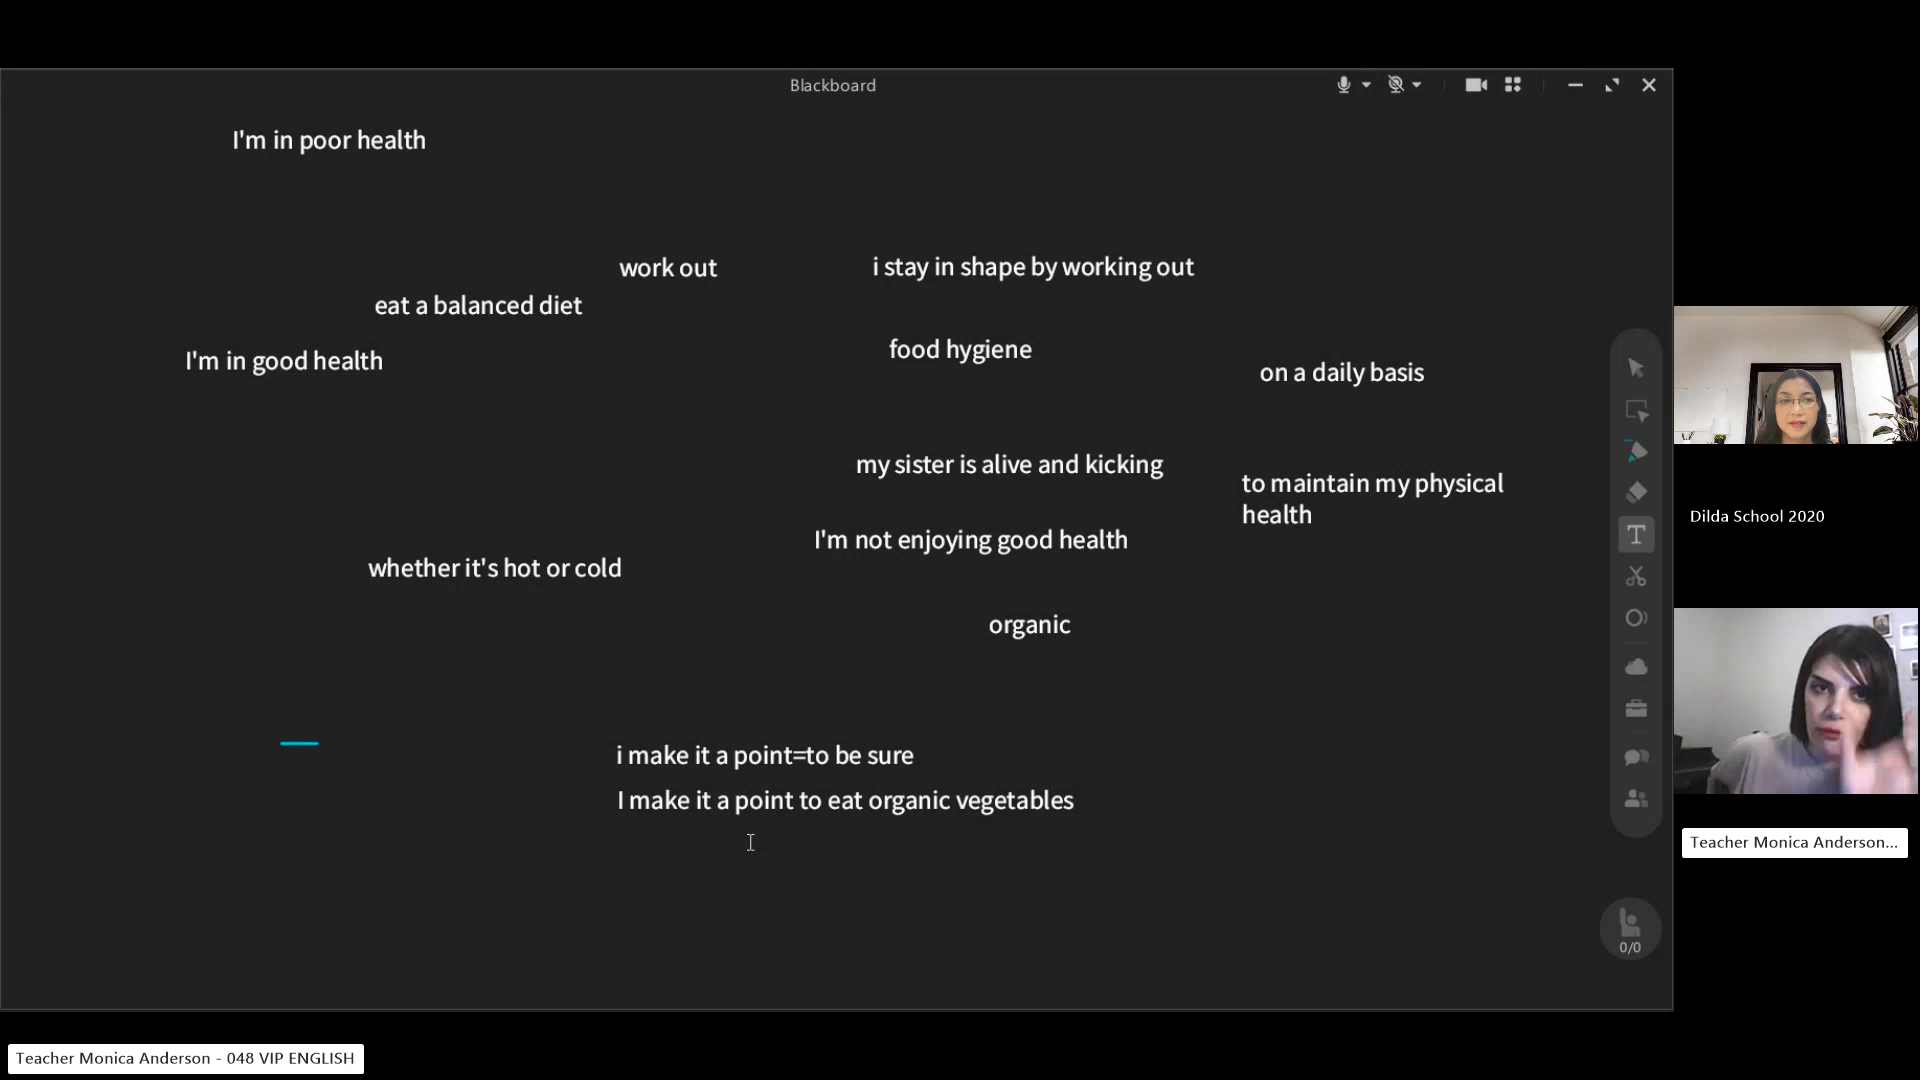 Blackboard
I'm in poor health
work out
i stay in shape by working out
eat a balanced diet
food hygiene
I'm in good health
on a daily basis
my sister is alive and kicking
to maintain my physical
health
Dilda School 2020
I'm not enjoying good health
whether it's hot or cold
organic
i make it a point=to be sure
I make it a point to eat organic vegetables
Teacher Monica Anderson...
0/0
Teacher Monica Anderson - 048 VIP ENGLISH